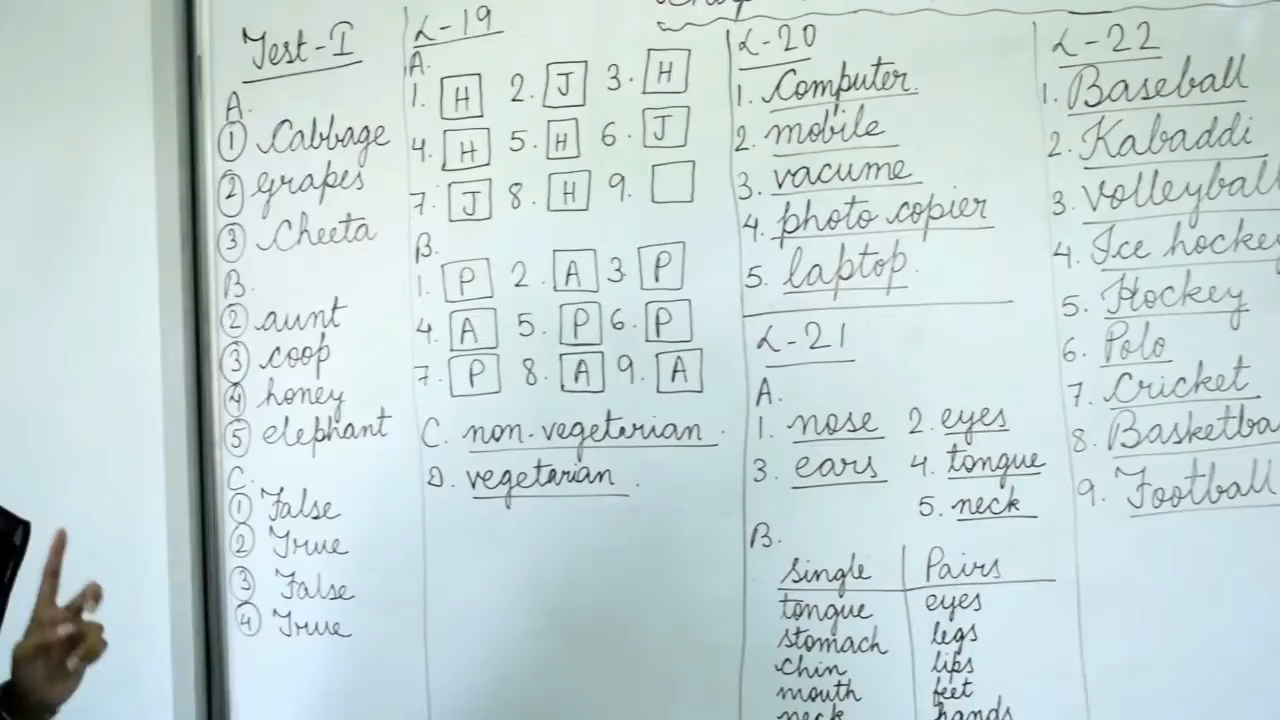 Test-I
A.
① Cabbage
② grapes
③ Cheeta
B.
② aunt
③ coop
④ honey
⑤ elephant
C.
① False
② True
③ False
④ True
L-19
A.
1. H 2. J 3. H
4. H 5. H 6. J
7. J 8. H 9.
B.
1. P 2. A 3. P
4. A 5. P 6. P
7. P 8. A 9. A
C. non-vegetarian.
D. vegetarian.
L-20
1. Computer.
2. mobile
3. vacume
4. photo copier
5. laptop.
L-21
A.
1. nose 2. eyes
3. ears 4. tongue
5. neck
B.
Single Pairs
tongue eyes
stomach legs
chin lips
mouth feet
neck hands
L-22
1. Baseball
2. Kabaddi
3. Volleyball
4. Ice hockey
5. Hockey
6. Polo
7. Cricket
8. Basketba
9. Football